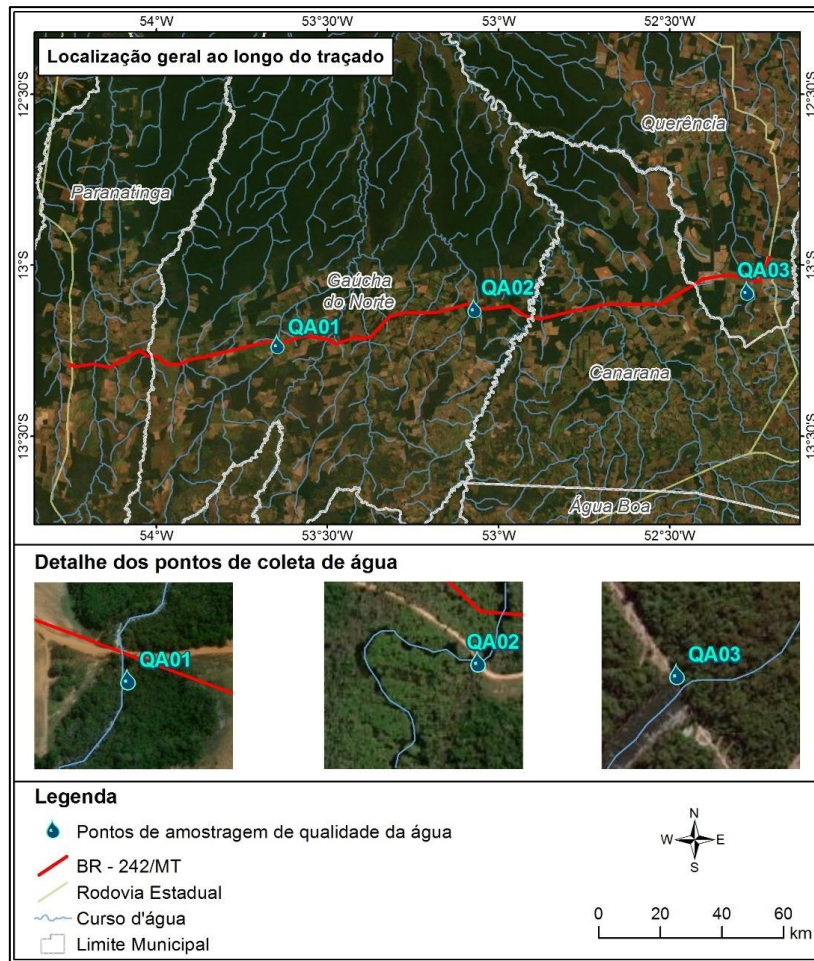 Localização geral ao longo do traçado
54°W
53°30'W
53°W
52°30'W
12°30'S
12°30'S
Querência
Paranatinga
13°S
13°S
QA03
Gaúcha
do Norte
QA02
QA01
Canarana
13°30'S
13°30'S
Água Boa
54°W
53°30'W
53°W
52°30'W
Detalhe dos pontos de coleta de água
QA01
QA02
QA03
Legenda
Pontos de amostragem de qualidade da água
BR - 242/MT
Rodovia Estadual
Curso d'água
Limite Municipal
N
W E
S
0 20 40 60
km